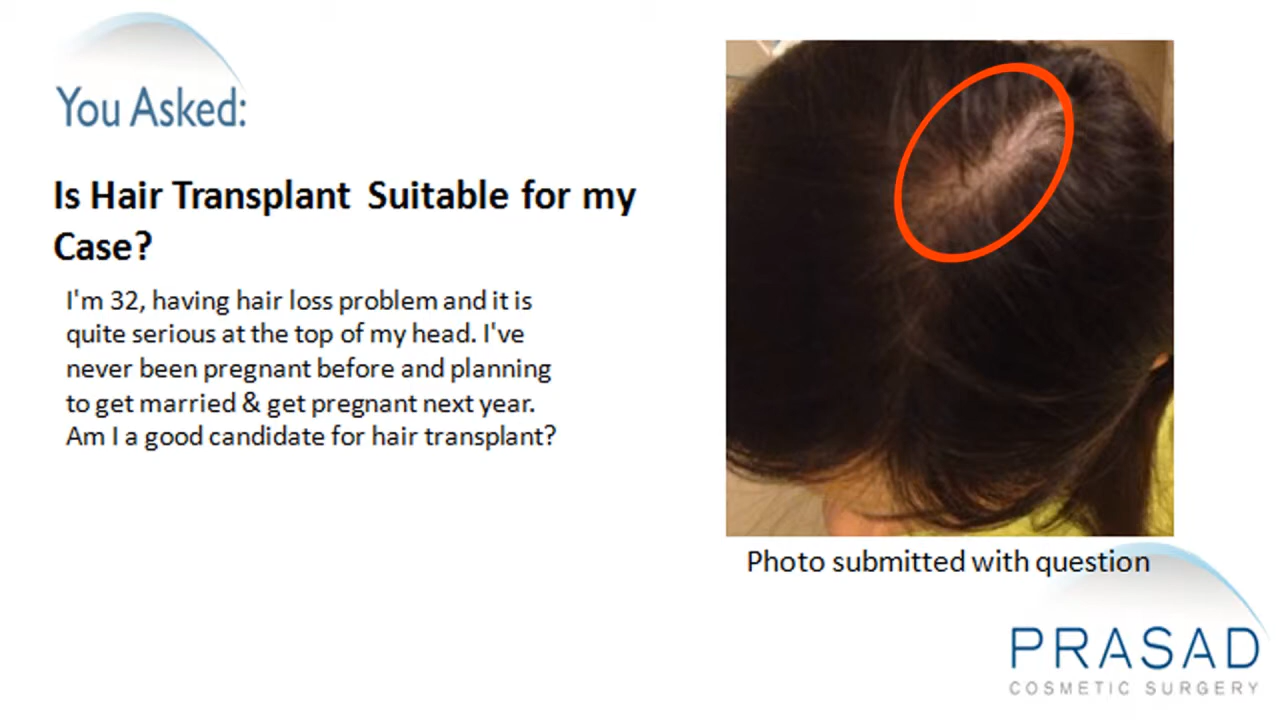 You Asked:
Is Hair Transplant Suitable for my
Case?
I'm 32, having hair loss problem and it is
quite serious at the top of my head. I've
never been pregnant before and planning
to get married & get pregnant next year.
Am I a good candidate for hair transplant?
Photo submitted with question
PRASAD
COSMETIC SURGERY